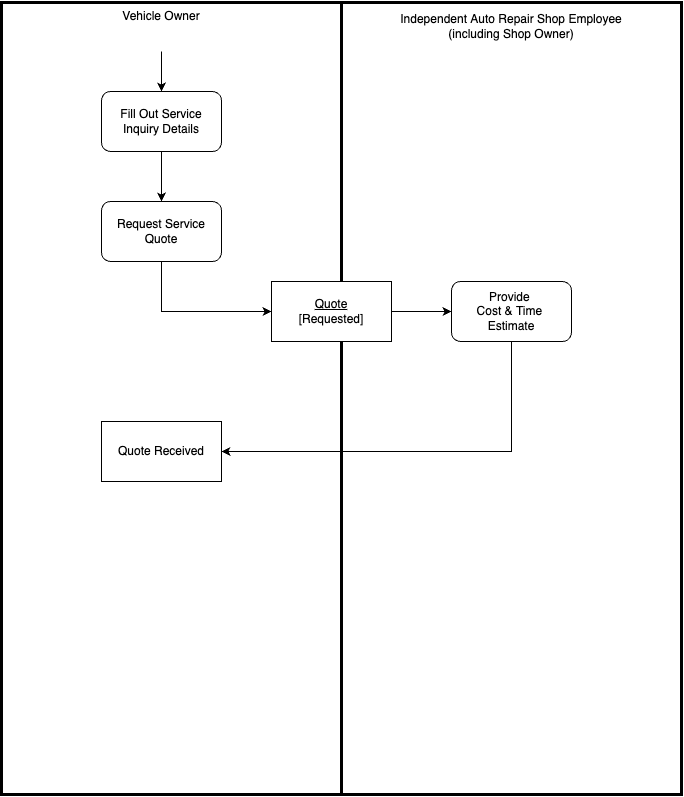 Vehicle Owner
Independent Auto Repair Shop Employee
(including Shop Owner)
Fill Out Service
Inquiry Details
Request Service
Quote
Quote
[Requested]
Provide
Cost & Time
Estimate
Quote Received